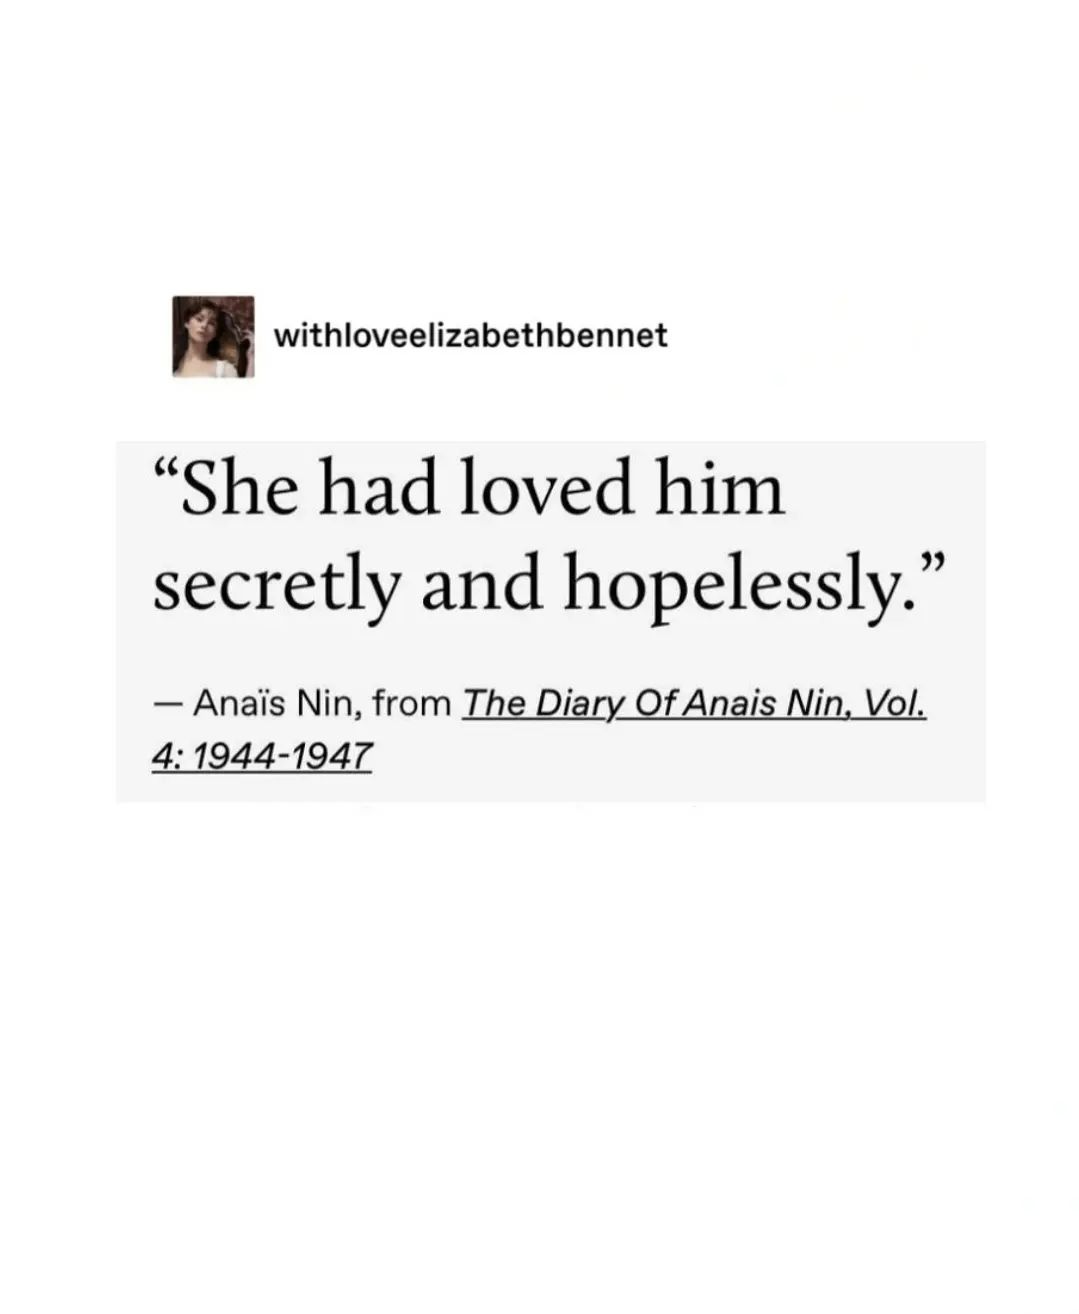 withloveelizabethbennet
“She had loved him
secretly and hopelessly.”
— Anaïs Nin, from The Diary Of Anais Nin, Vol.
4: 1944-1947